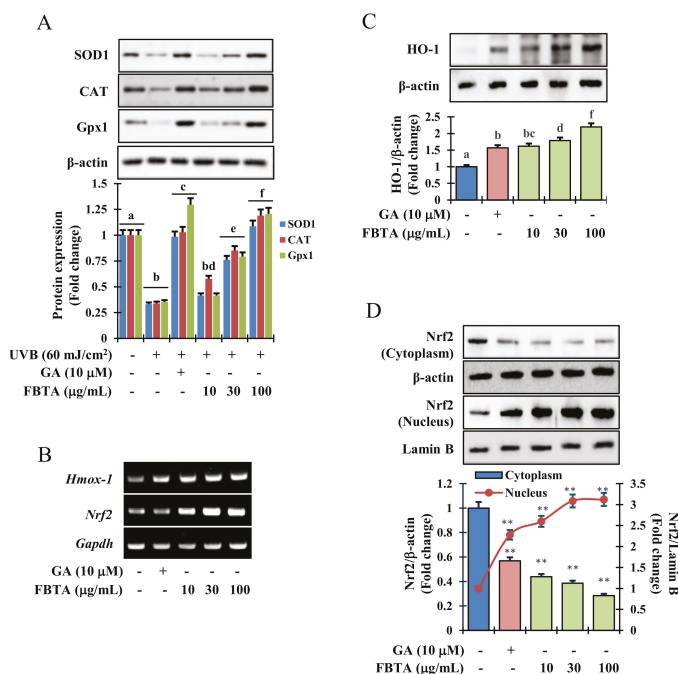 A
SOD1
CAT
Gpx1
β-actin
Protein expression
(Fold change)
1.5
1.25
1
0.75
0.5
0.25
0
a
b
c
bd
e
f
SOD1
CAT
Gpx1
UVB (60 mJ/cm²) - + + + + +
GA (10 μM) - - + - - -
FBTA (μg/mL) - - - 10 30 100
B
Hmox-1
Nrf2
Gapdh
GA (10 μM) - + - - -
FBTA (μg/mL) - - 10 30 100
C
HO-1
β-actin
HO-1/β-actin
(Fold change)
2.5
2
1.5
1
0.5
0
a
b
bc
d
f
GA (10 μM) - + - - -
FBTA (μg/mL) - - 10 30 100
D
Nrf2
(Cytoplasm)
β-actin
Nrf2
(Nucleus)
Lamin B
Cytoplasm
Nucleus
Nrf2/β-actin
(Fold change)
1.2
1
0.8
0.6
0.4
0.2
0
** ** ** **
** ** ** **
3.5
3
2.5
2
1.5
1
0.5
0
Nrf2/Lamin B
(Fold change)
GA (10 μM) - + - - -
FBTA (μg/mL) - - 10 30 100